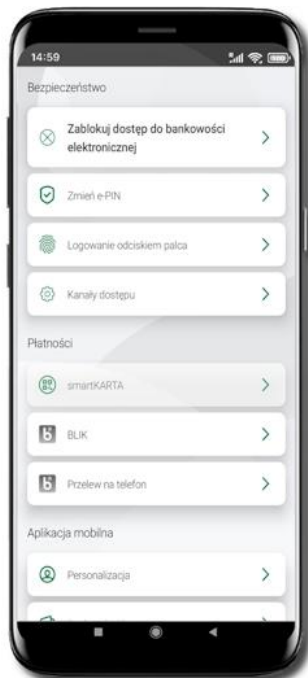 14:59
Bezpieczeństwo
Zablokuj dostęp do bankowości
elektronicznej
Zmień e-PIN
Logowanie odciskiem palca
Kanały dostępu
Płatności
smartKARTA
BLIK
Przelew na telefon
Aplikacja mobilna
Personalizacja